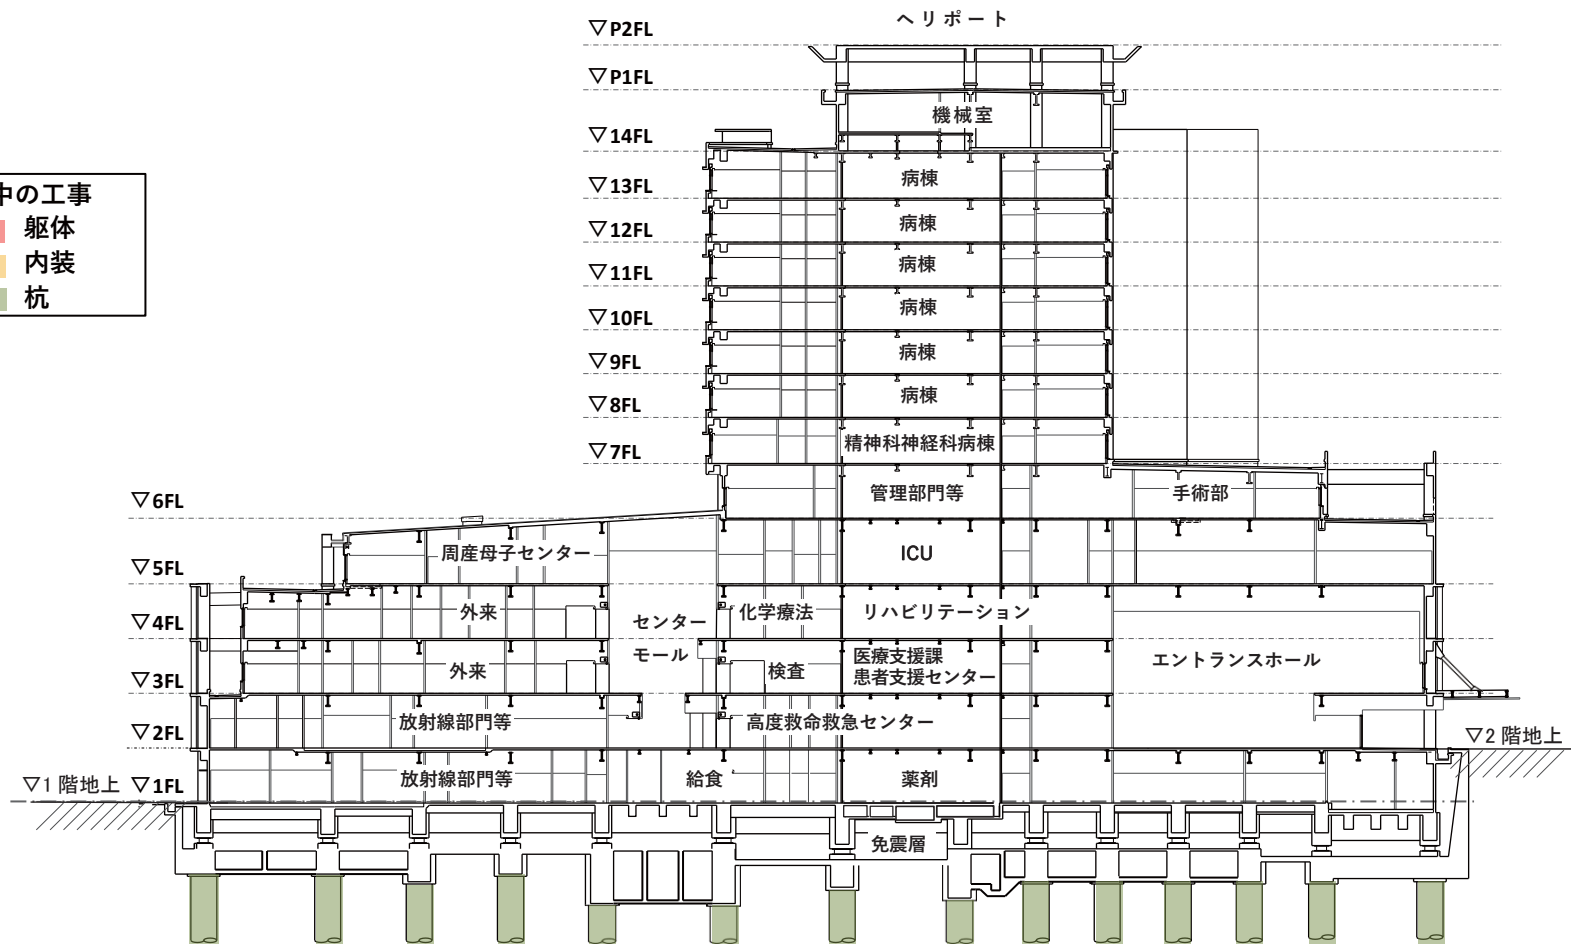 ヘリポート
▽P2FL
▽P1FL
機械室
▽14FL
病棟
▽13FL
中の工事
躯体
内装
杭
病棟
▽12FL
病棟
▽11FL
病棟
▽10FL
病棟
▽9FL
病棟
▽8FL
精神科神経科病棟
▽7FL
管理部門等
手術部
▽6FL
周産母子センター
ICU
▽5FL
外来
センター
モール
化学療法
リハビリテーション
▽4FL
外来
検査
医療支援課
患者支援センター
エントランスホール
▽3FL
放射線部門等
高度救命救急センター
▽2FL
▽2 階地上
▽1 階地上
▽1FL
放射線部門等
給食
薬剤
免震層